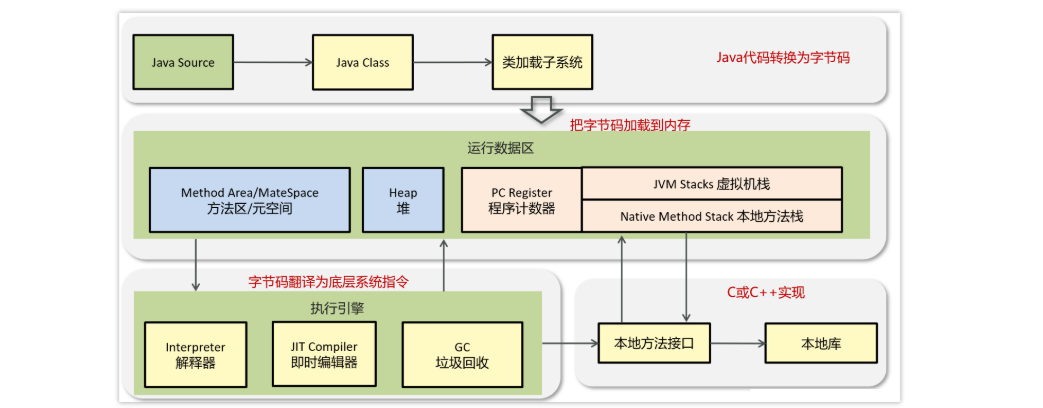 Java Source
Java Class
类加载子系统
Java代码转换为字节码
把字节码加载到内存
运行数据区
Method Area/MateSpace
方法区/元空间
Heap
堆
PC Register
程序计数器
JVM Stacks 虚拟机栈
Native Method Stack 本地方法栈
字节码翻译为底层系统指令
执行引擎
Interpreter
解释器
JIT Compiler
即时编辑器
GC
垃圾回收
C或C++实现
本地方法接口
本地库